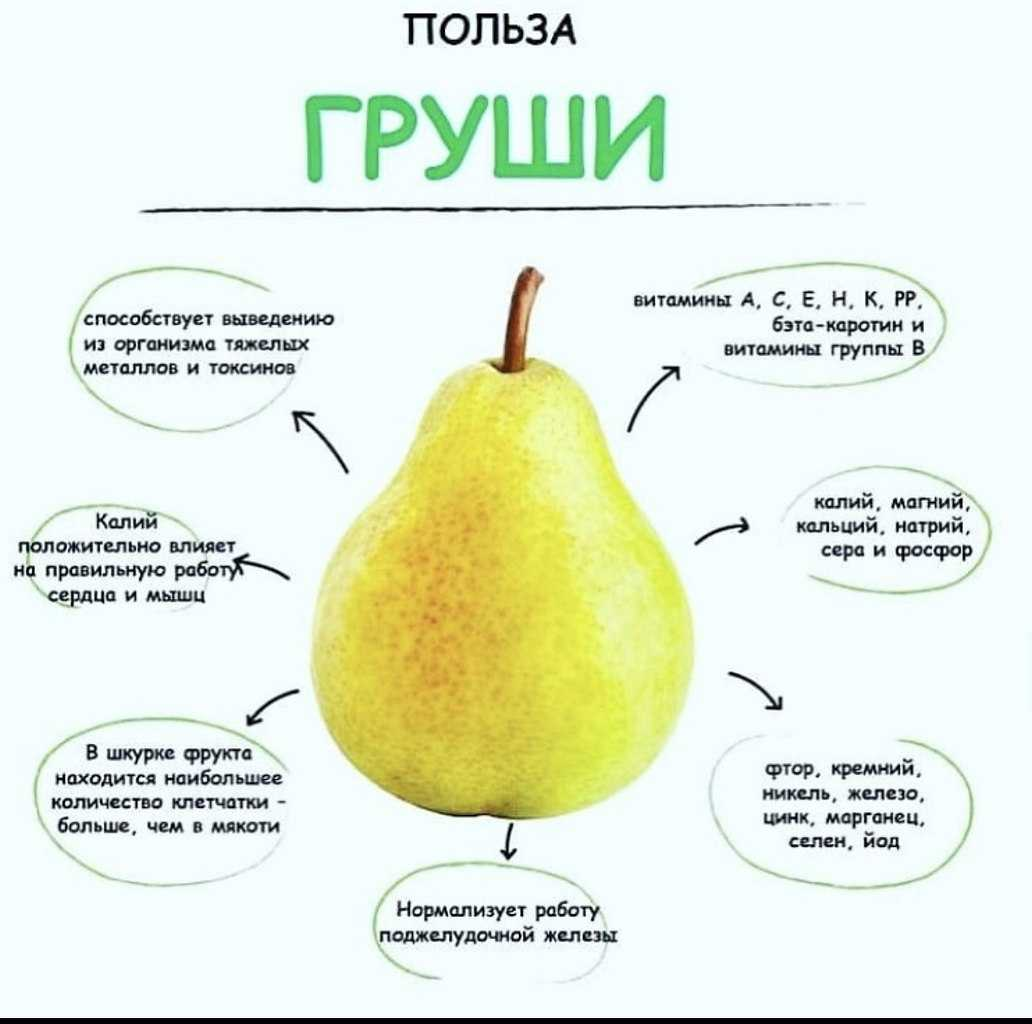 ПОЛЬЗА
ГРУШИ
способствует выведению
из организма тяжелых
металлов и токсинов
витамины А, С, Е, Н, К, РР,
бэта-каротин и
витамины группы В
Калий
положительно влияет
на правильную работу
сердца и мышц
калий, магний,
кальций, натрий,
сера и фосфор
В шкурке фрукта
находится наибольшее
количество клетчатки -
больше, чем в мякоти
фтор, кремний,
никель, железо,
цинк, марганец,
селен, йод
Нормализует работу
поджелудочной железы